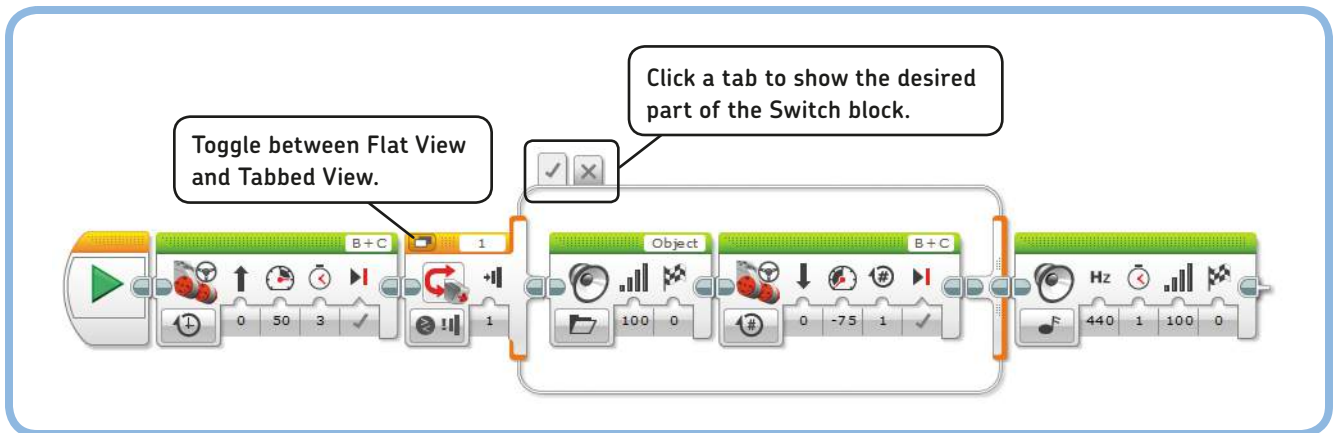 Click a tab to show the desired
part of the Switch block.
Toggle between Flat View
and Tabbed View.
B+C
1
Object
B+C
Hz
0 50 3
1
100 0
#
0 -75 1
#
440 1 100 0